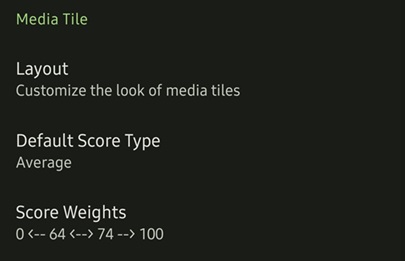 Media Tile
Layout
Customize the look of media tiles
Default Score Type
Average
Score Weights
0 <-- 64 <--> 74 --> 100